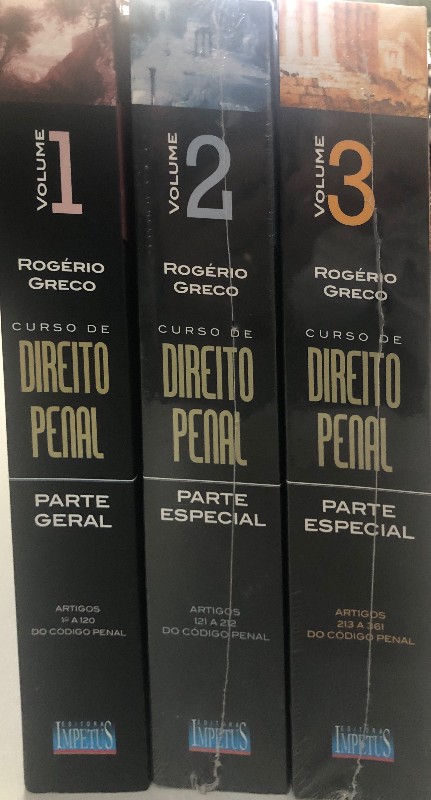 VOLUME 1
ROGÉRIO
GRECO
CURSO DE
DIREITO
PENAL
PARTE
GERAL
ARTIGOS
1º A 120
DO CÓDIGO PENAL
EDITORA
IMPETUS
VOLUME 2
ROGÉRIO
GRECO
CURSO DE
DIREITO
PENAL
PARTE
ESPECIAL
ARTIGOS
121 A 212
DO CÓDIGO PENAL
EDITORA
IMPETUS
VOLUME 3
ROGÉRIO
GRECO
CURSO DE
DIREITO
PENAL
PARTE
ESPECIAL
ARTIGOS
213 A 361
DO CÓDIGO PENAL
EDITORA
IMPETUS